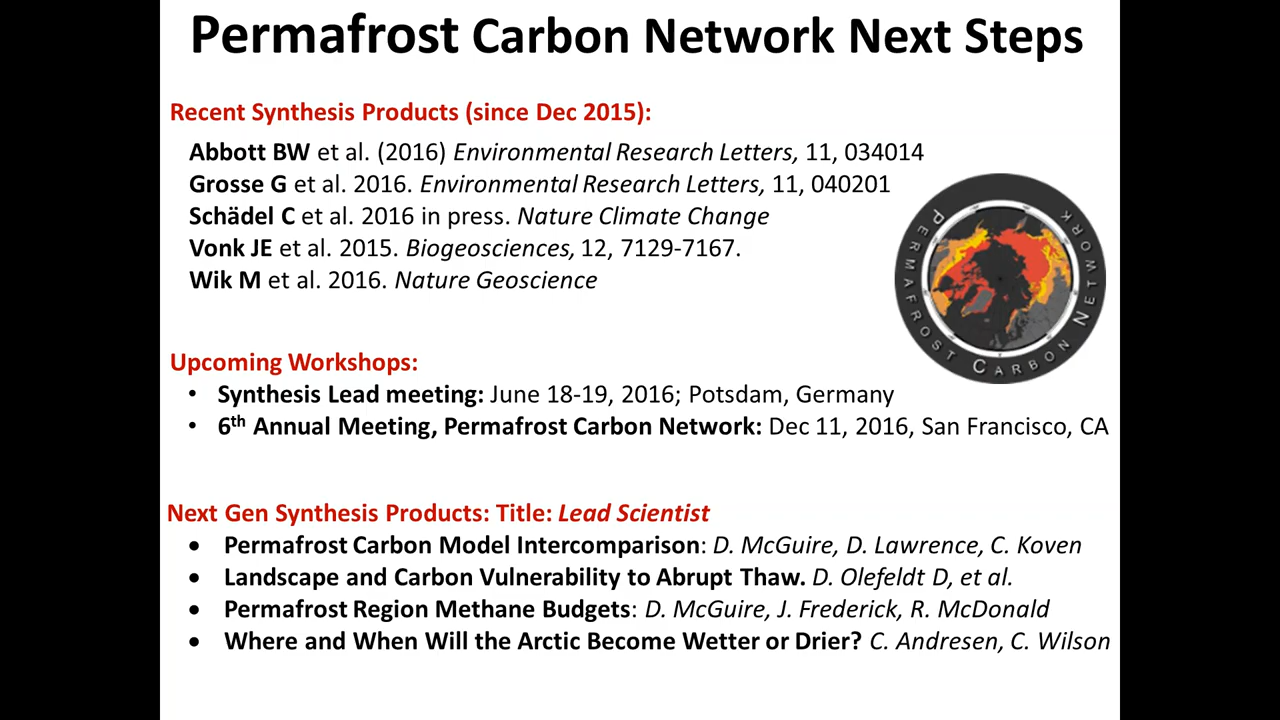 Permafrost Carbon Network Next Steps
Recent Synthesis Products (since Dec 2015):
Abbott BW et al. (2016) Environmental Research Letters, 11, 034014
Grosse G et al. 2016. Environmental Research Letters, 11, 040201
Schädel C et al. 2016 in press. Nature Climate Change
Vonk JE et al. 2015. Biogeosciences, 12, 7129-7167.
Wik M et al. 2016. Nature Geoscience
PERMAFROST CARBON NETWORK
Upcoming Workshops:
• Synthesis Lead meeting: June 18-19, 2016; Potsdam, Germany
• 6th Annual Meeting, Permafrost Carbon Network: Dec 11, 2016, San Francisco, CA
Next Gen Synthesis Products: Title: Lead Scientist
• Permafrost Carbon Model Intercomparison: D. McGuire, D. Lawrence, C. Koven
• Landscape and Carbon Vulnerability to Abrupt Thaw. D. Olefeldt D, et al.
• Permafrost Region Methane Budgets: D. McGuire, J. Frederick, R. McDonald
• Where and When Will the Arctic Become Wetter or Drier? C. Andresen, C. Wilson